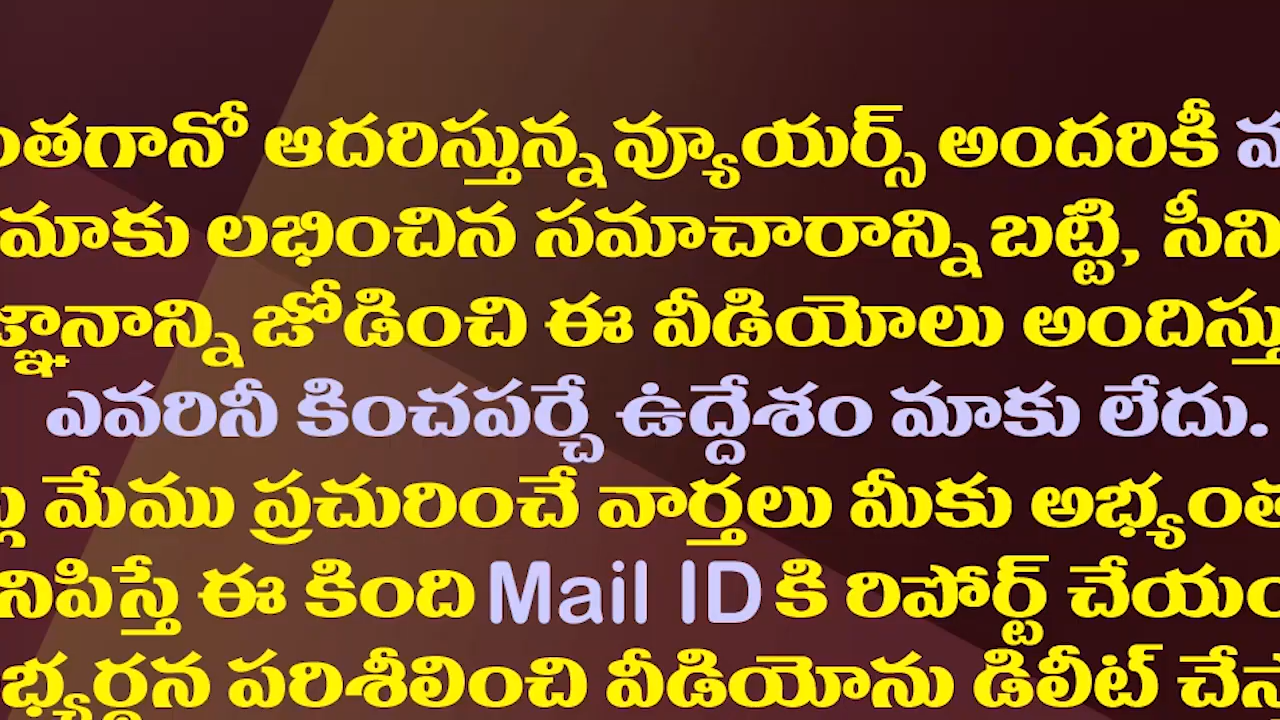 ంతగానో ఆదరిస్తున్న వ్యూయర్స్ అందరికీ
మాకు లభించిన సమాచారాన్ని బట్టి, సీని
జ్ఞానాన్ని జోడించి ఈ వీడియోలు అందిస్తు
ఎవరినీ కించపర్చే ఉద్దేశం మాకు లేదు.
మేము ప్రచురించే వార్తలు మీకు అభ్యంత
నిపిస్తే ఈ కింది Mail ID కి రిపోర్ట్ చేయం
భ్యర్థన పరిశీలించి వీడియోను డిలీట్ చేస